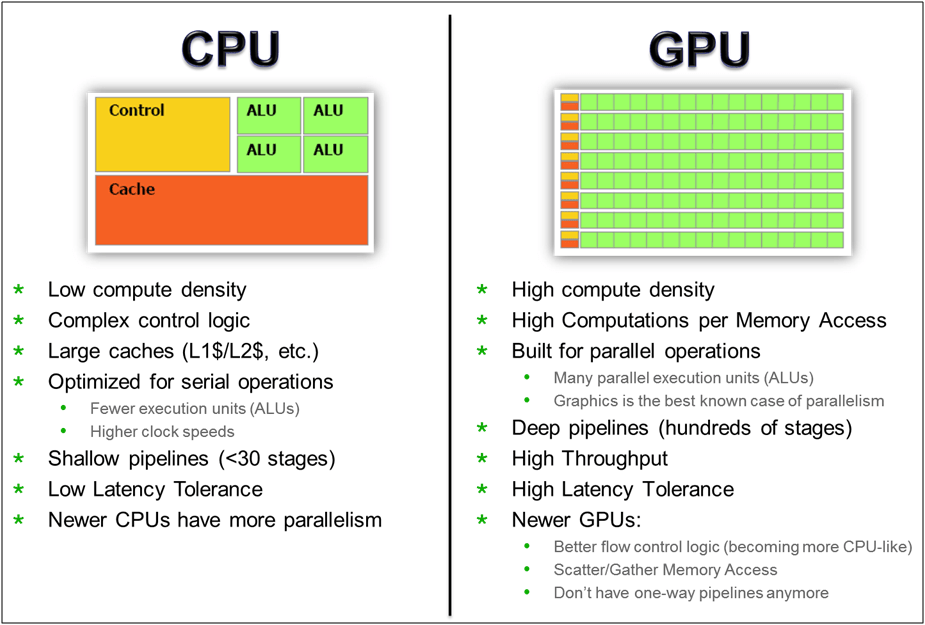 CPU
Control
ALU
ALU
ALU
ALU
Cache
* Low compute density
* Complex control logic
* Large caches (L1$/L2$, etc.)
* Optimized for serial operations
• Fewer execution units (ALUs)
• Higher clock speeds
* Shallow pipelines (<30 stages)
* Low Latency Tolerance
* Newer CPUs have more parallelism
GPU
* High compute density
* High Computations per Memory Access
* Built for parallel operations
• Many parallel execution units (ALUs)
• Graphics is the best known case of parallelism
* Deep pipelines (hundreds of stages)
* High Throughput
* High Latency Tolerance
* Newer GPUs:
• Better flow control logic (becoming more CPU-like)
• Scatter/Gather Memory Access
• Don’t have one-way pipelines anymore